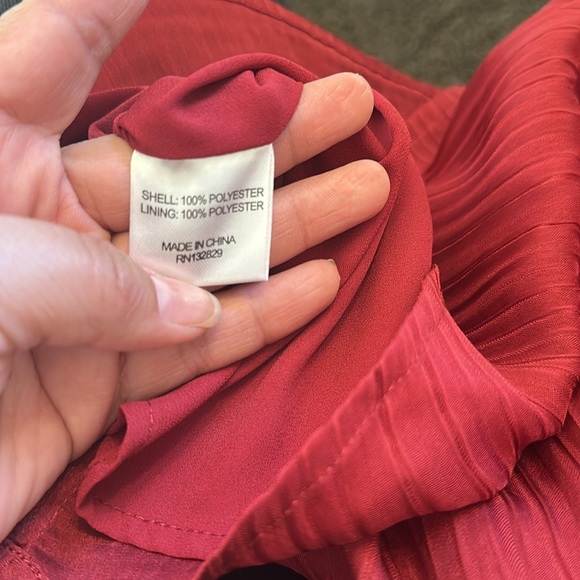 SHELL: 100% POLYESTER
LINING: 100% POLYESTER
MADE IN CHINA
RN132829